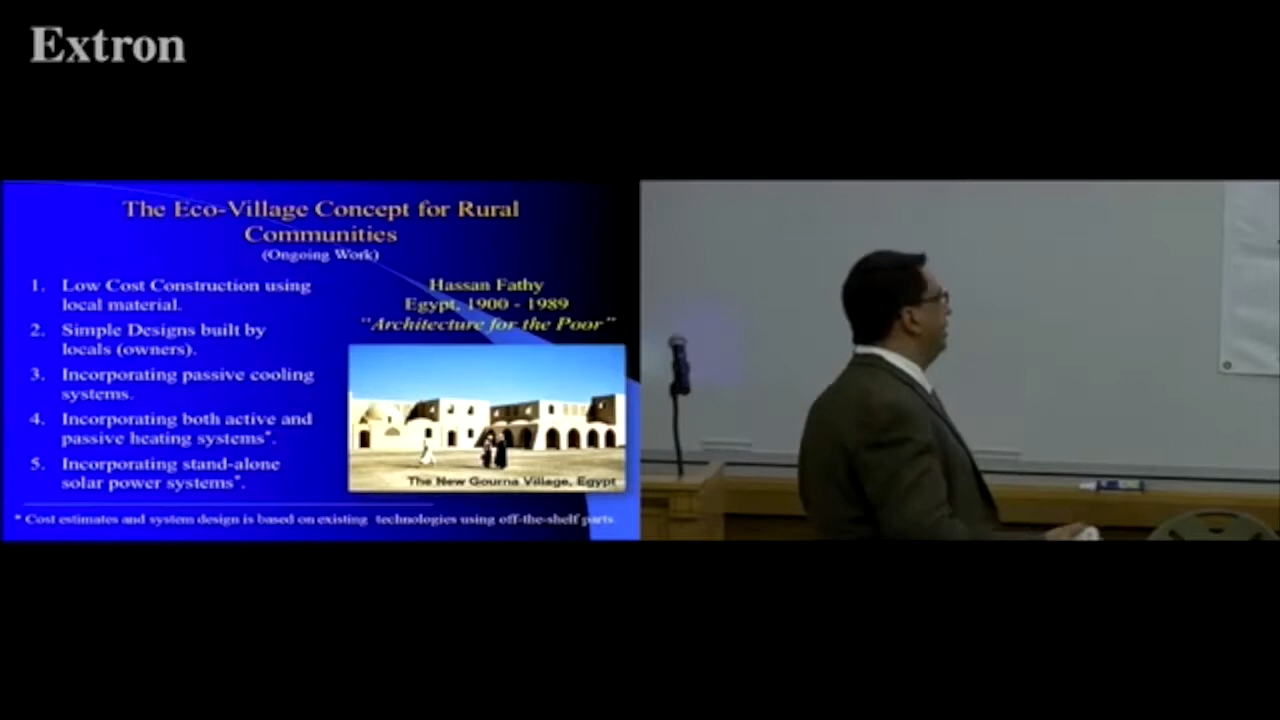 Extron
The Eco-Village Concept for Rural
Communities
(Ongoing Work)
1. Low Cost Construction using
local material.
2. Simple Designs built by
locals (owners).
3. Incorporating passive cooling
systems.
4. Incorporating both active and
passive heating systems*.
5. Incorporating stand-alone
solar power systems*.
Hassan Fathy
Egypt, 1900 - 1989
"Architecture for the Poor"
The New Gourna Village, Egypt
* Cost estimates and system design is based on existing technologies using off-the-shelf parts.